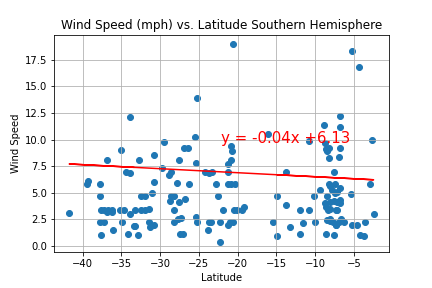 Wind Speed (mph) vs. Latitude Southern Hemisphere
17.5
15.0
12.5
10.0
y = -0.04x +6.13
7.5
5.0
2.5
0.0
Wind Speed
−40 −35 −30 −25 −20 −15 −10 −5
Latitude